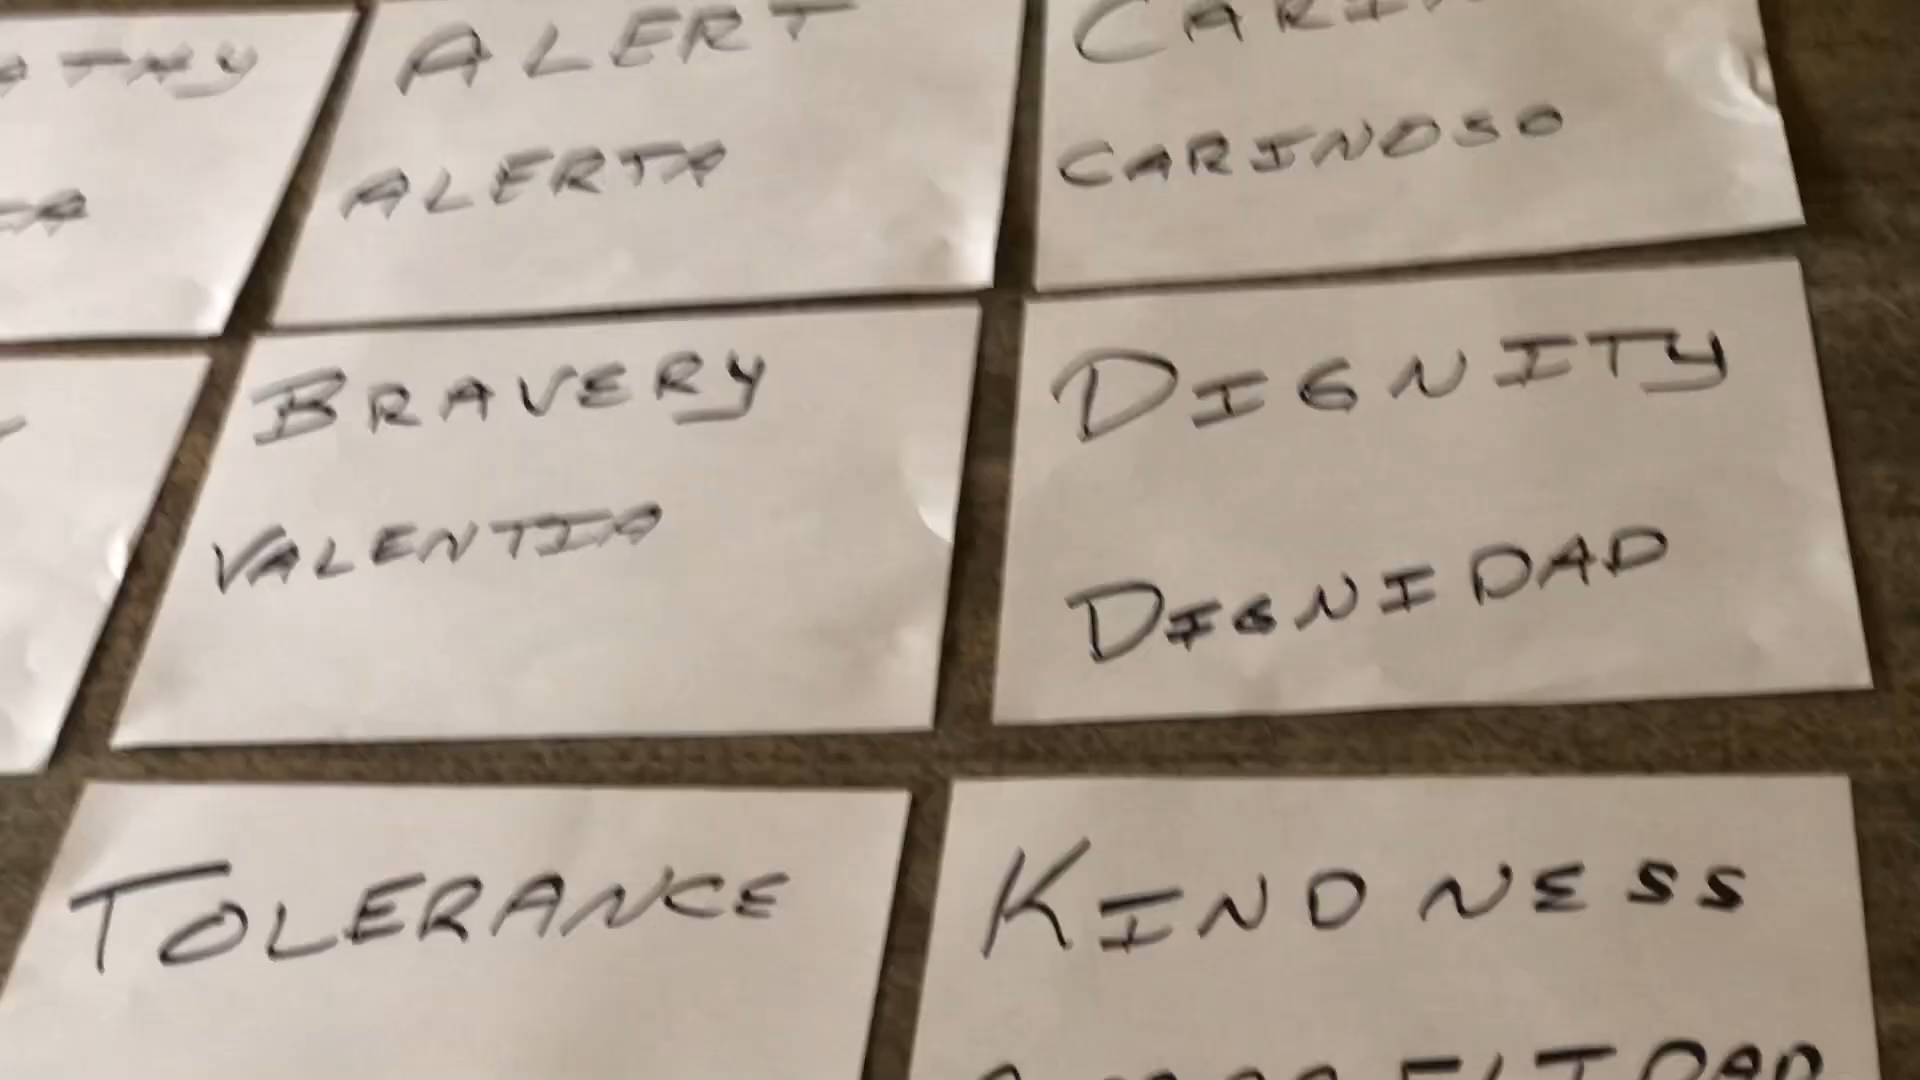 ALERT
ALERTA
CARINOSO
BRAVERY
VALENTIA
DIGNITY
DIGNIDAD
TOLERANCE
KINDNESS